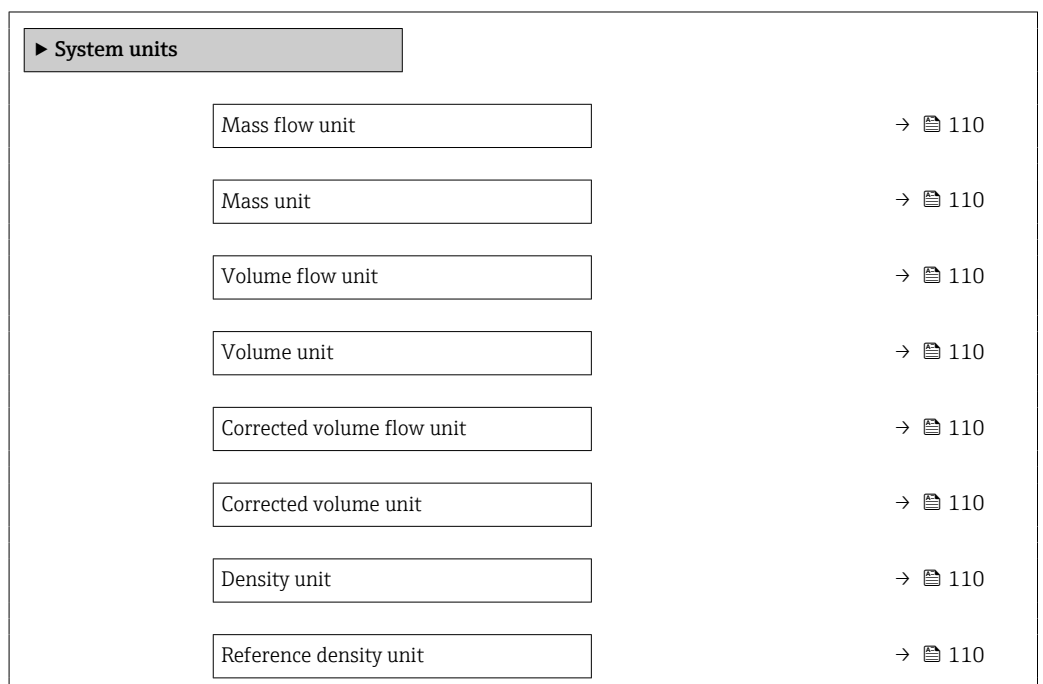 ▶ System units
Mass flow unit → 110
Mass unit → 110
Volume flow unit → 110
Volume unit → 110
Corrected volume flow unit → 110
Corrected volume unit → 110
Density unit → 110
Reference density unit → 110